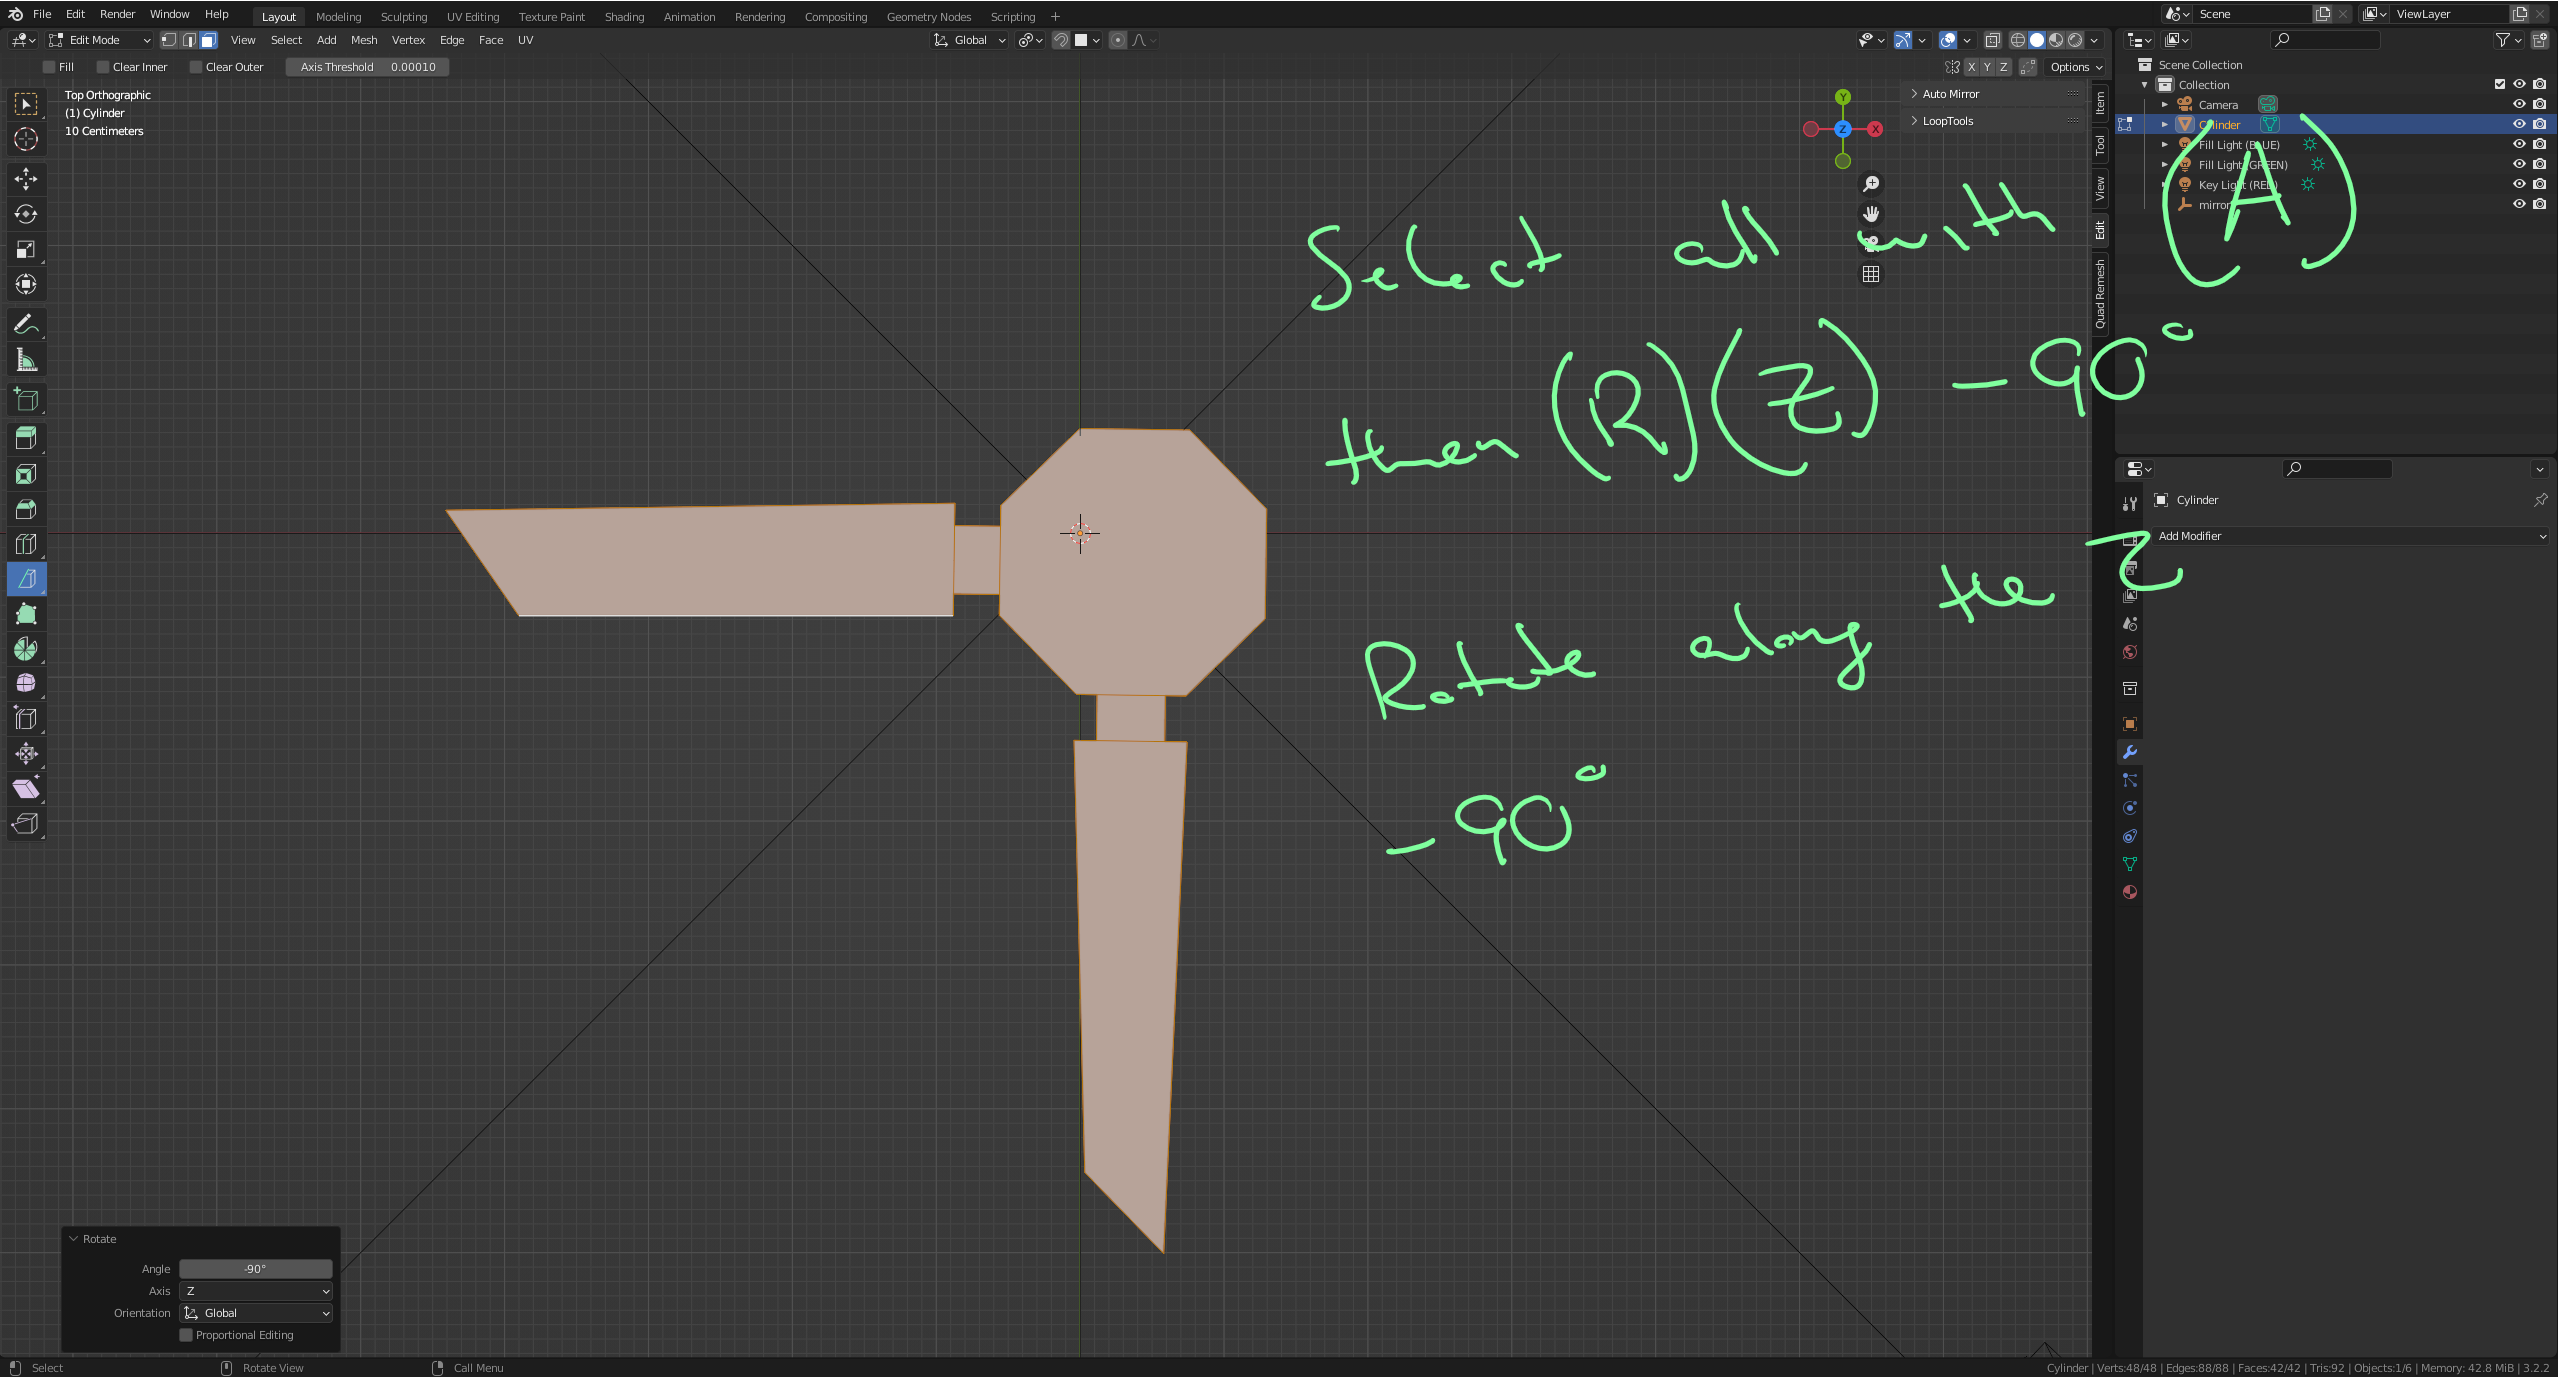 File Edit Render Window Help Layout Modeling Sculpting UV Editing Texture Paint Shading Animation Rendering Compositing Geometry Nodes Scripting + Scene ViewLayer
Edit Mode View Select Add Mesh Vertex Edge Face UV Global
Fill Clear Inner Clear Outer Axis Threshold 0.00010 X Y Z Options
Top Orthographic
(1) Cylinder
10 Centimeters
Y
Z
X
Auto Mirror
LoopTools
Item
Tool
View
Edit
Quad Remesh
Scene Collection
Collection
Camera
Cylinder
Fill Light (BLUE)
Fill Light (GREEN)
Key Light (RED)
mirror
Select all with (A)
then (R) (Z) -90°
Rotate along the Z
-90°
Cylinder
Add Modifier
Rotate
Angle -90°
Axis Z
Orientation Global
Proportional Editing
Select Rotate View Call Menu
Cylinder | Verts:48/48 | Edges:88/88 | Faces:42/42 | Tris:92 | Objects:1/6 | Memory: 42.8 MiB | 3.2.2